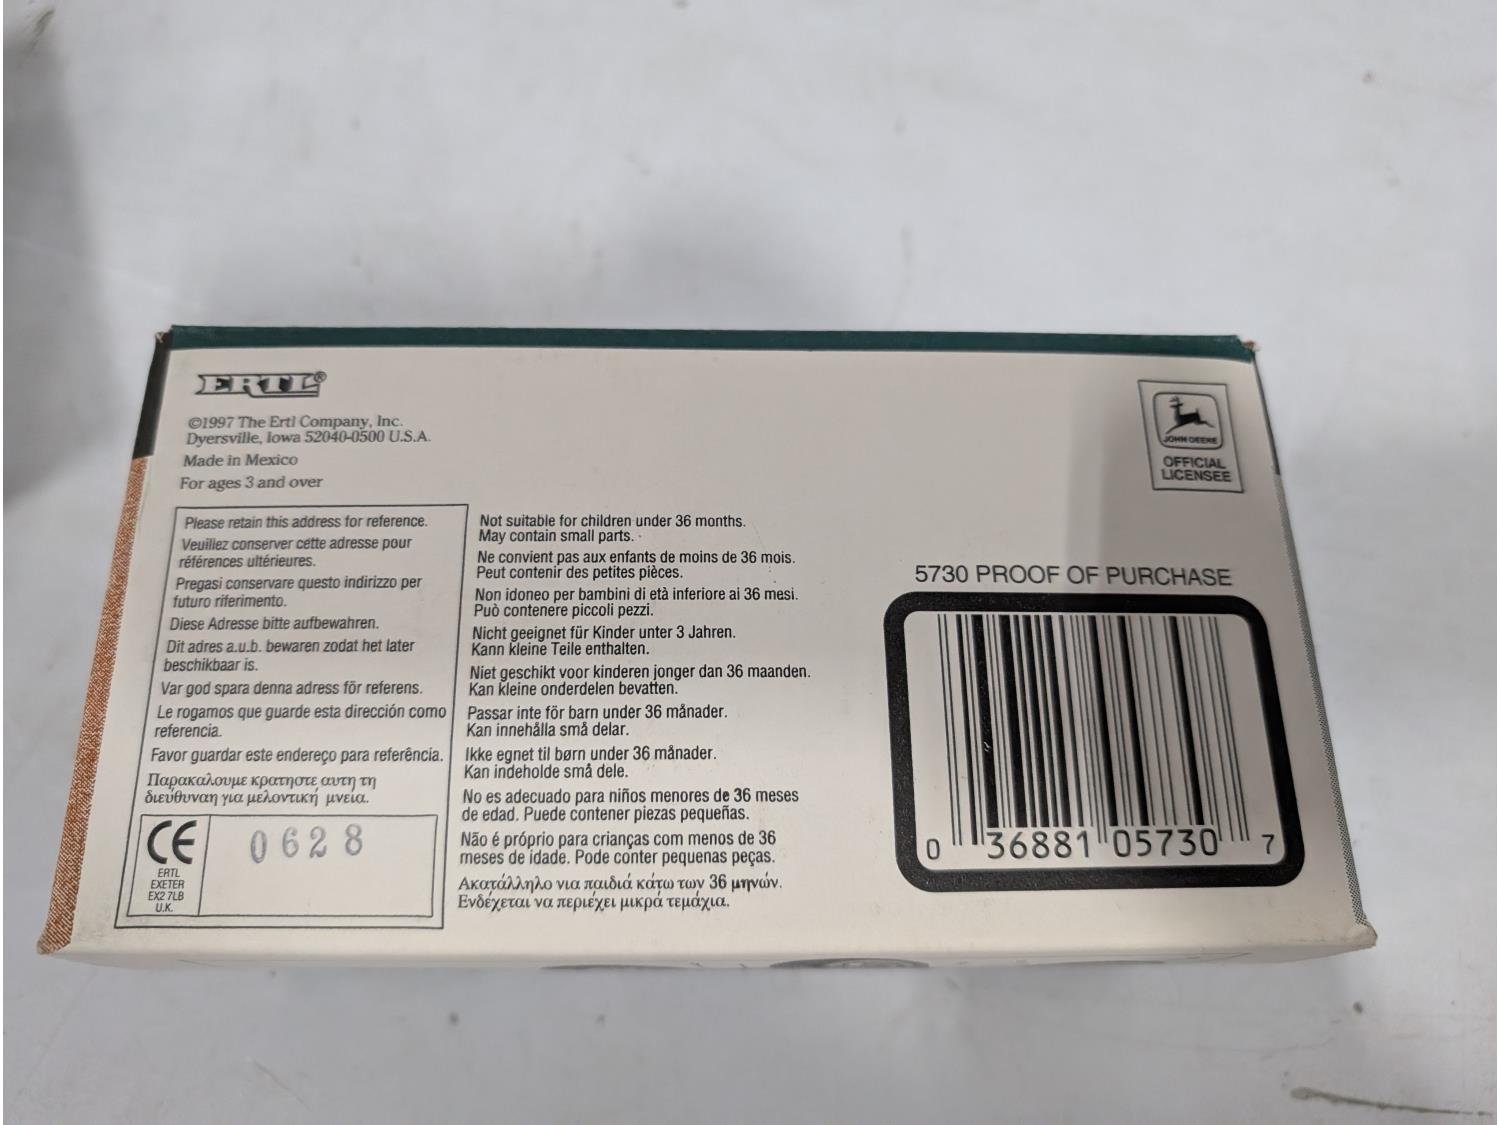 ERTL®
©1997 The Ertl Company, Inc.
Dyersville, Iowa 52040-0500 U.S.A.
Made in Mexico
For ages 3 and over
Please retain this address for reference.
Veuillez conserver cette adresse pour
références ultérieures.
Pregasi conservare questo indirizzo per
futuro riferimento.
Diese Adresse bitte aufbewahren.
Dit adres a.u.b. bewaren zodat het later
beschikbaar is.
Var god spara denna adress för referens.
Le rogamos que guarde esta dirección como
referencia.
Favor guardar este endereço para referência.
Παρακαλουμε κρατηστε αυτη τη
διεύθυναη για μελοντική μνεία.
CE
ERTL
EXETER
EX2 7LB
U.K.
0628
Not suitable for children under 36 months.
May contain small parts.
Ne convient pas aux enfants de moins de 36 mois.
Peut contenir des petites pièces.
Non idoneo per bambini di età inferiore ai 36 mesi.
Può contenere piccoli pezzi.
Nicht geeignet für Kinder unter 3 Jahren.
Kann kleine Teile enthalten.
Niet geschikt voor kinderen jonger dan 36 maanden.
Kan kleine onderdelen bevatten.
Passar inte för barn under 36 månader.
Kan innehålla små delar.
Ikke egnet til børn under 36 månader.
Kan indeholde små dele.
No es adecuado para niños menores de 36 meses
de edad. Puede contener piezas pequeñas.
Não é próprio para crianças com menos de 36
meses de idade. Pode conter pequenas peças.
Ακατάλληλο για παιδιά κάτω των 36 μηνών.
Ενδέχεται να περιέχει μικρά τεμάχια.
JOHN DEERE
OFFICIAL
LICENSEE
5730 PROOF OF PURCHASE
0 36881 05730 7